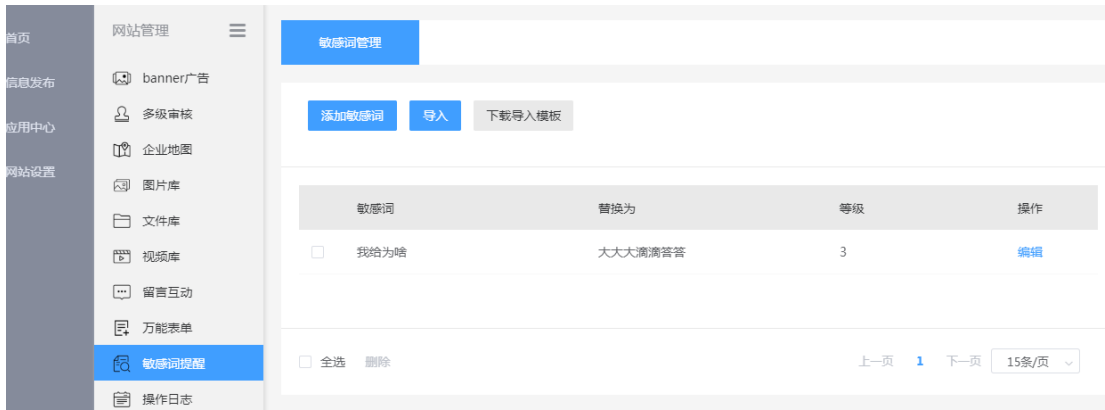 首页
信息发布
应用中心
网站设置
网站管理
banner广告
多级审核
企业地图
图片库
文件库
视频库
留言互动
万能表单
敏感词提醒
操作日志
敏感词管理
添加敏感词 导入 下载导入模板
敏感词 替换为 等级 操作
我给为啥 大大大滴滴答答 3 编辑
全选 删除 上一页 1 下一页 15条/页